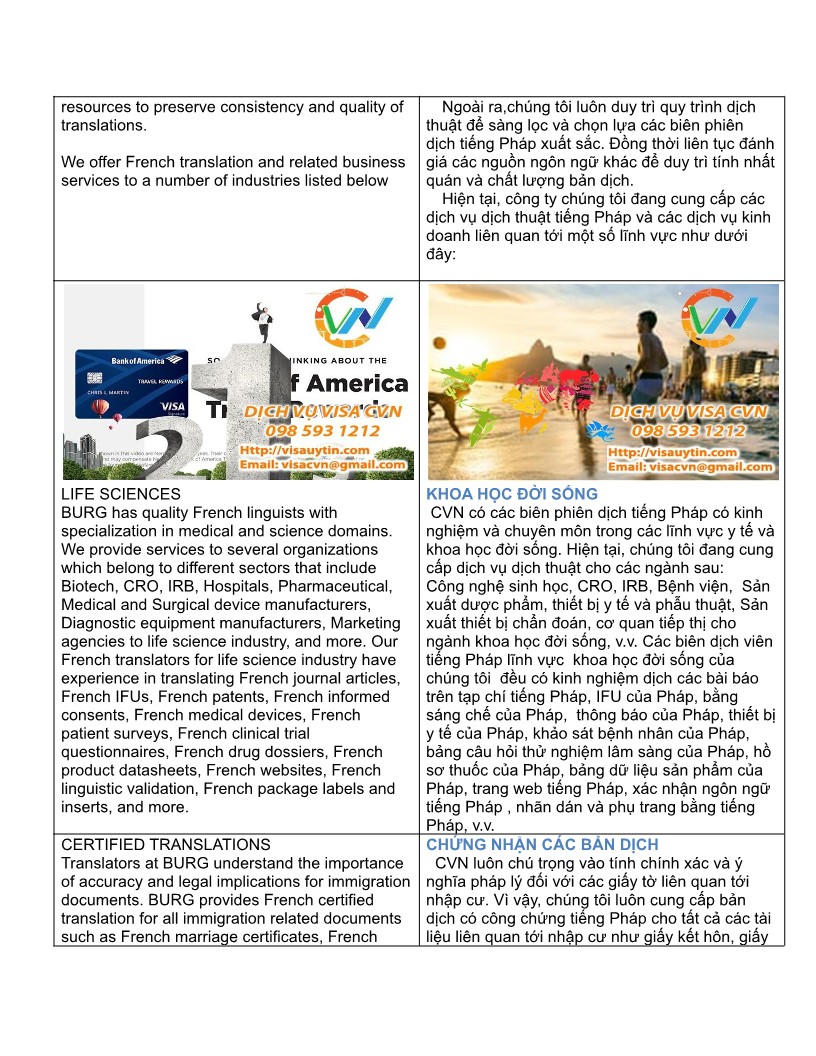 resources to preserve consistency and quality of
translations.
We offer French translation and related business
services to a number of industries listed below
Ngoài ra,chúng tôi luôn duy trì quy trình dịch
thuật để sàng lọc và chọn lựa các biên phiên
dịch tiếng Pháp xuất sắc. Đồng thời liên tục đánh
giá các nguồn ngôn ngữ khác để duy trì tính nhất
quán và chất lượng bản dịch.
Hiện tại, công ty chúng tôi đang cung cấp các
dịch vụ dịch thuật tiếng Pháp và các dịch vụ kinh
doanh liên quan tới một số lĩnh vực như dưới
đây:
CVN
Bank of America
TRAVEL REWARDS
CHRIS L MARTIN
VISA
Signature
INKING ABOUT THE
f America
DỊCH VỤ VISA CVN
098 593 1212
Http://visauytin.com
Email: visacvn@gmail.com
CVN
DỊCH VỤ VISA CVN
098 593 1212
Http://visauytin.com
Email: visacvn@gmail.com
LIFE SCIENCES
BURG has quality French linguists with
specialization in medical and science domains.
We provide services to several organizations
which belong to different sectors that include
Biotech, CRO, IRB, Hospitals, Pharmaceutical,
Medical and Surgical device manufacturers,
Diagnostic equipment manufacturers, Marketing
agencies to life science industry, and more. Our
French translators for life science industry have
experience in translating French journal articles,
French IFUs, French patents, French informed
consents, French medical devices, French
patient surveys, French clinical trial
questionnaires, French drug dossiers, French
product datasheets, French websites, French
linguistic validation, French package labels and
inserts, and more.
KHOA HỌC ĐỜI SỐNG
CVN có các biên phiên dịch tiếng Pháp có kinh
nghiệm và chuyên môn trong các lĩnh vực y tế và
khoa học đời sống. Hiện tại, chúng tôi đang cung
cấp dịch vụ dịch thuật cho các ngành sau:
Công nghệ sinh học, CRO, IRB, Bệnh viện, Sản
xuất dược phẩm, thiết bị y tế và phẫu thuật, Sản
xuất thiết bị chẩn đoán, cơ quan tiếp thị cho
ngành khoa học đời sống, v.v. Các biên dịch viên
tiếng Pháp lĩnh vực khoa học đời sống của
chúng tôi đều có kinh nghiệm dịch các bài báo
trên tạp chí tiếng Pháp, IFU của Pháp, bằng
sáng chế của Pháp, thông báo của Pháp, thiết bị
y tế của Pháp, khảo sát bệnh nhân của Pháp,
bảng câu hỏi thử nghiệm lâm sàng của Pháp, hồ
sơ thuốc của Pháp, bảng dữ liệu sản phẩm của
Pháp, trang web tiếng Pháp, xác nhận ngôn ngữ
tiếng Pháp , nhãn dán và phụ trang bằng tiếng
Pháp, v.v.
CERTIFIED TRANSLATIONS
Translators at BURG understand the importance
of accuracy and legal implications for immigration
documents. BURG provides French certified
translation for all immigration related documents
such as French marriage certificates, French
CHỨNG NHẬN CÁC BẢN DỊCH
CVN luôn chú trọng vào tính chính xác và ý
nghĩa pháp lý đối với các giấy tờ liên quan tới
nhập cư. Vì vậy, chúng tôi luôn cung cấp bản
dịch có công chứng tiếng Pháp cho tất cả các tài
liệu liên quan tới nhập cư như giấy kết hôn, giấy